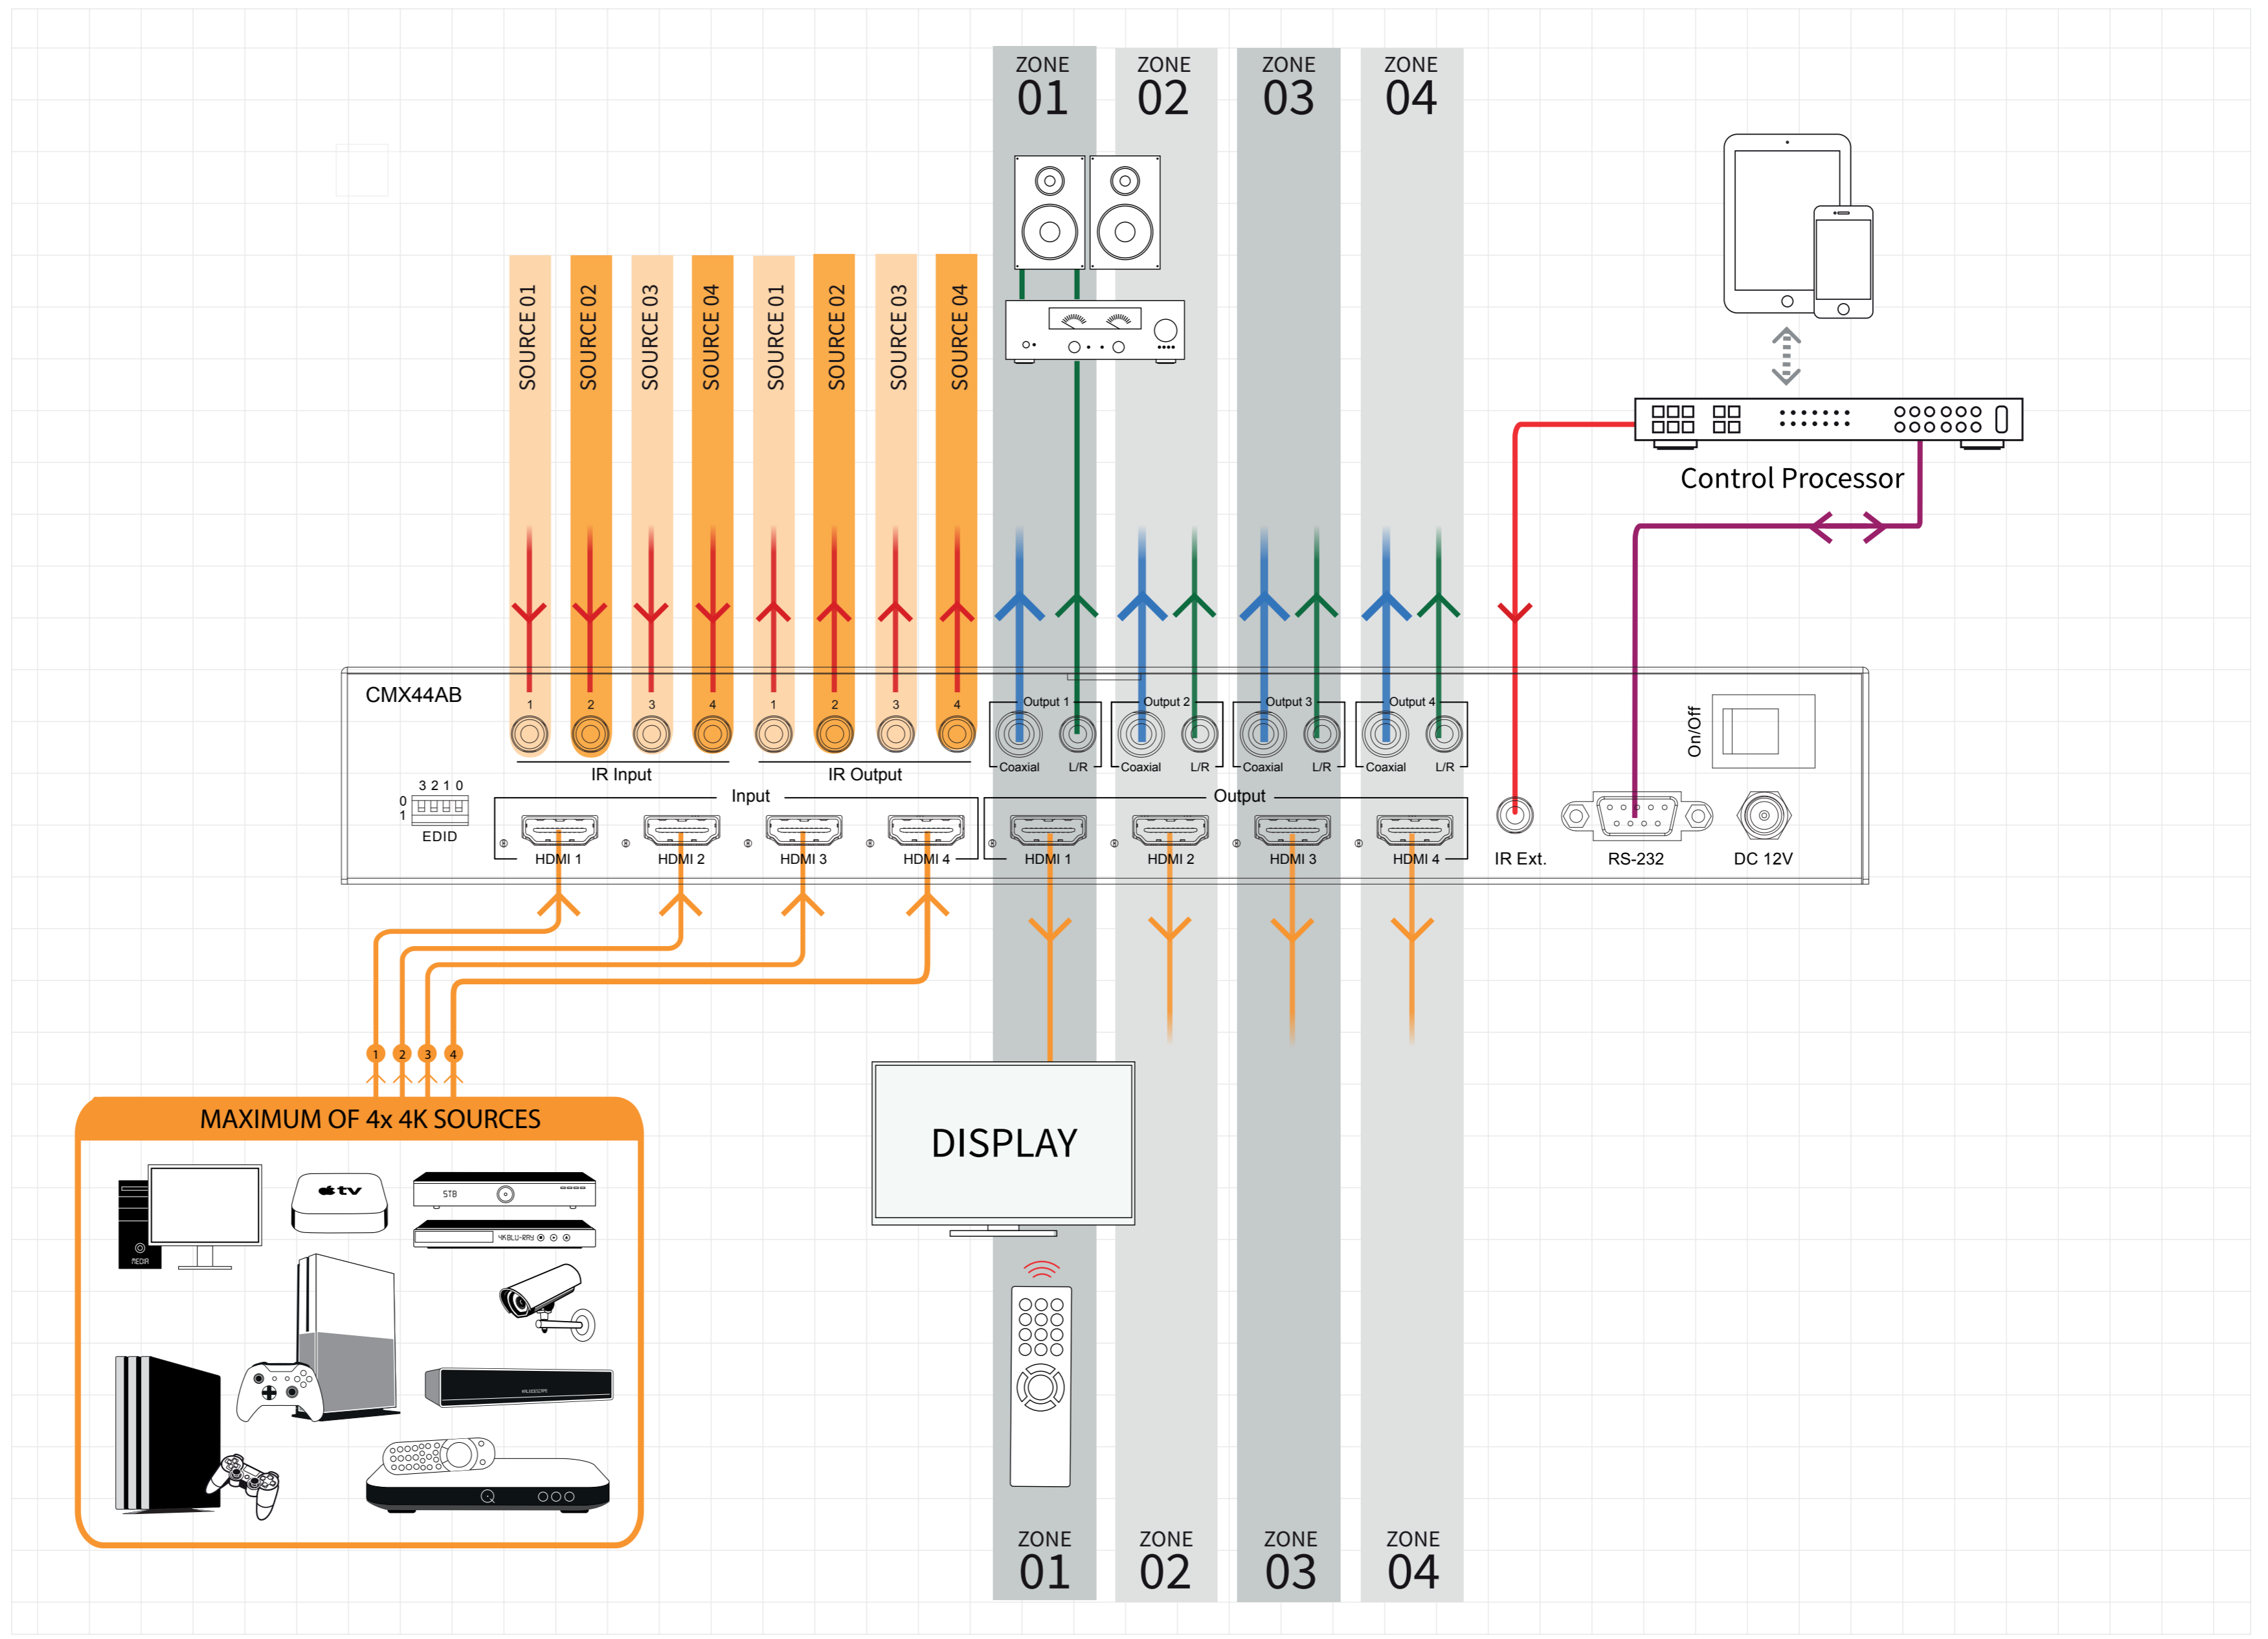 ZONE
01
ZONE
02
ZONE
03
ZONE
04
SOURCE 01
SOURCE 02
SOURCE 03
SOURCE 04
SOURCE 01
SOURCE 02
SOURCE 03
SOURCE 04
Control Processor
CMX44AB
1
2
3
4
1
2
3
4
IR Input
IR Output
Output 1
Coaxial
L/R
Output 2
Coaxial
L/R
Output 3
Coaxial
L/R
Output 4
Coaxial
L/R
On/Off
3 2 1 0
0
1
EDID
Input
HDMI 1
HDMI 2
HDMI 3
HDMI 4
Output
HDMI 1
HDMI 2
HDMI 3
HDMI 4
IR Ext.
RS-232
DC 12V
1
2
3
4
MAXIMUM OF 4x 4K SOURCES
MEDIA
tv
STB
4K BLU-RAY
KALEIDESCAPE
Q
DISPLAY
ZONE
01
ZONE
02
ZONE
03
ZONE
04